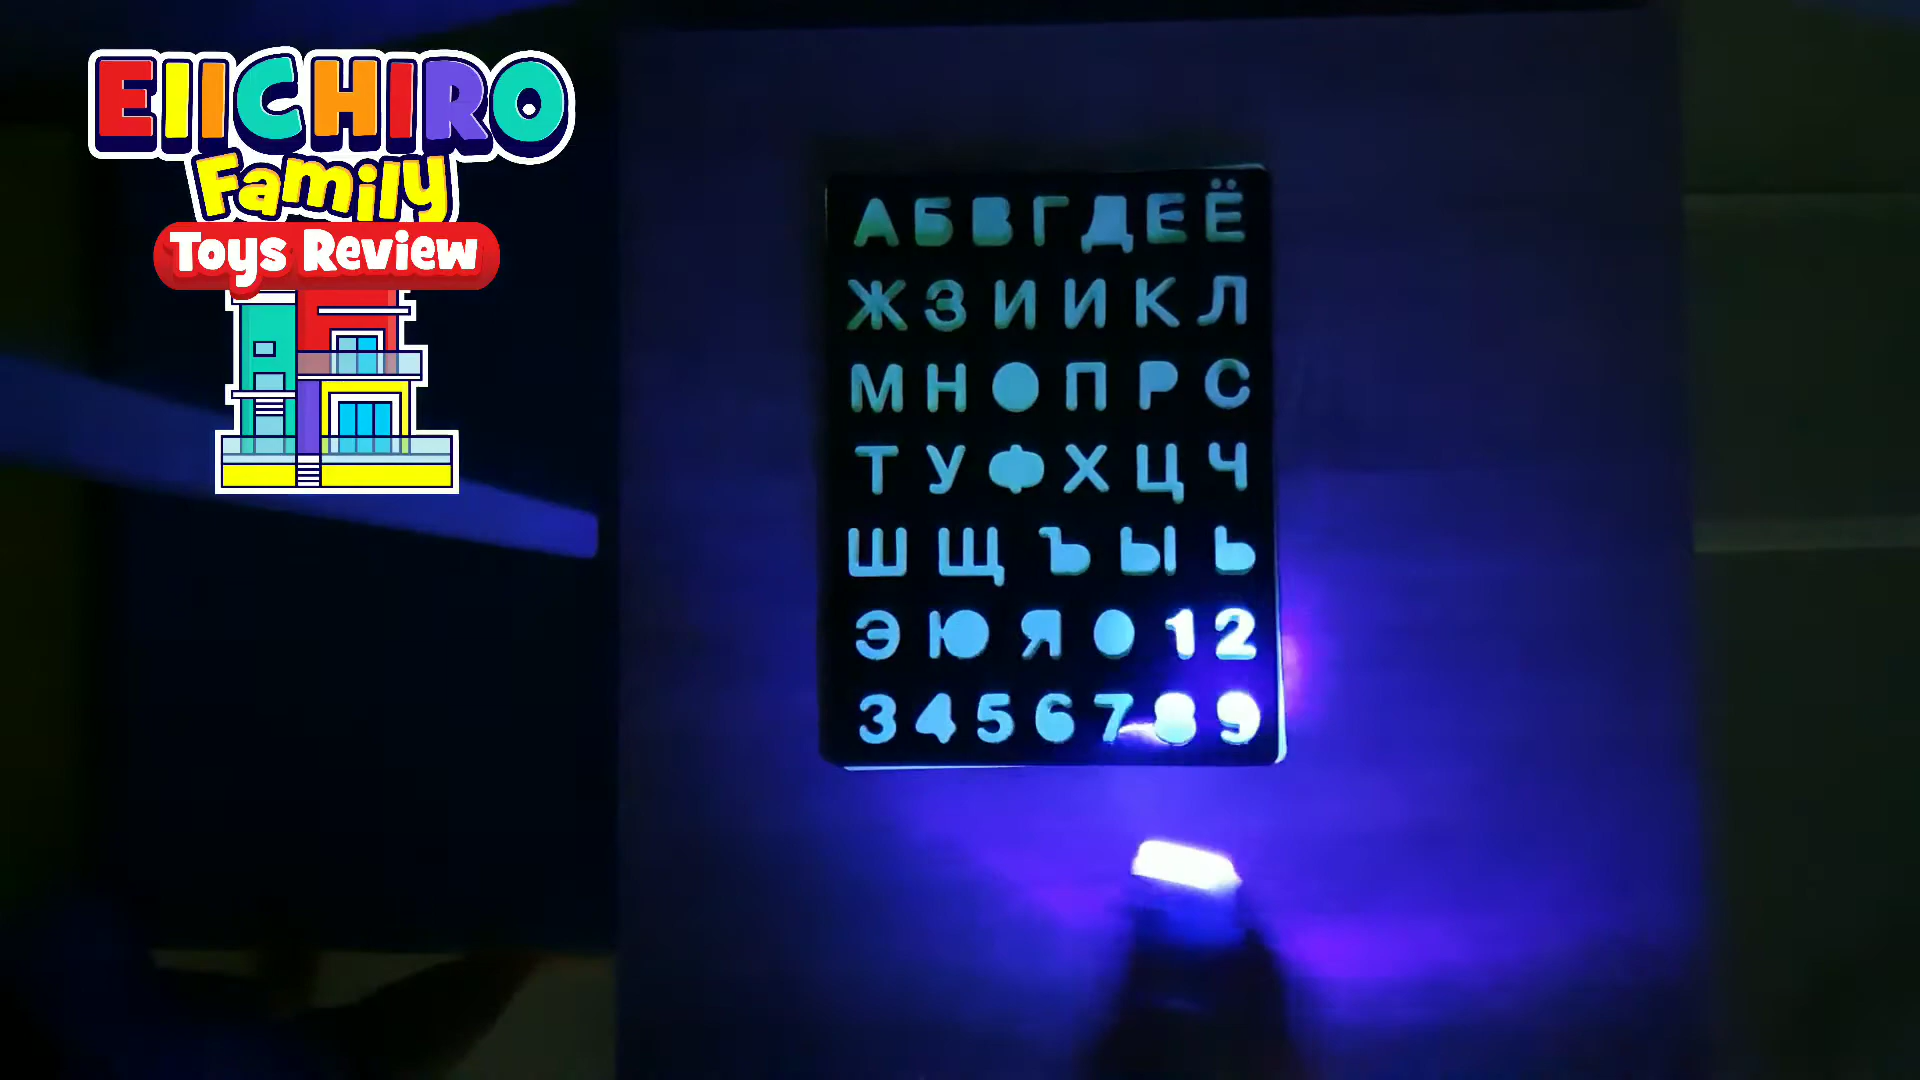 EIICHIRO
Family
Toys Review
АБВГДЕЁ
ЖЗИИКЛ
МНОПРС
ТУФХЦЧ
ШЩЪЫЬ
ЭЮЯ012
3456789